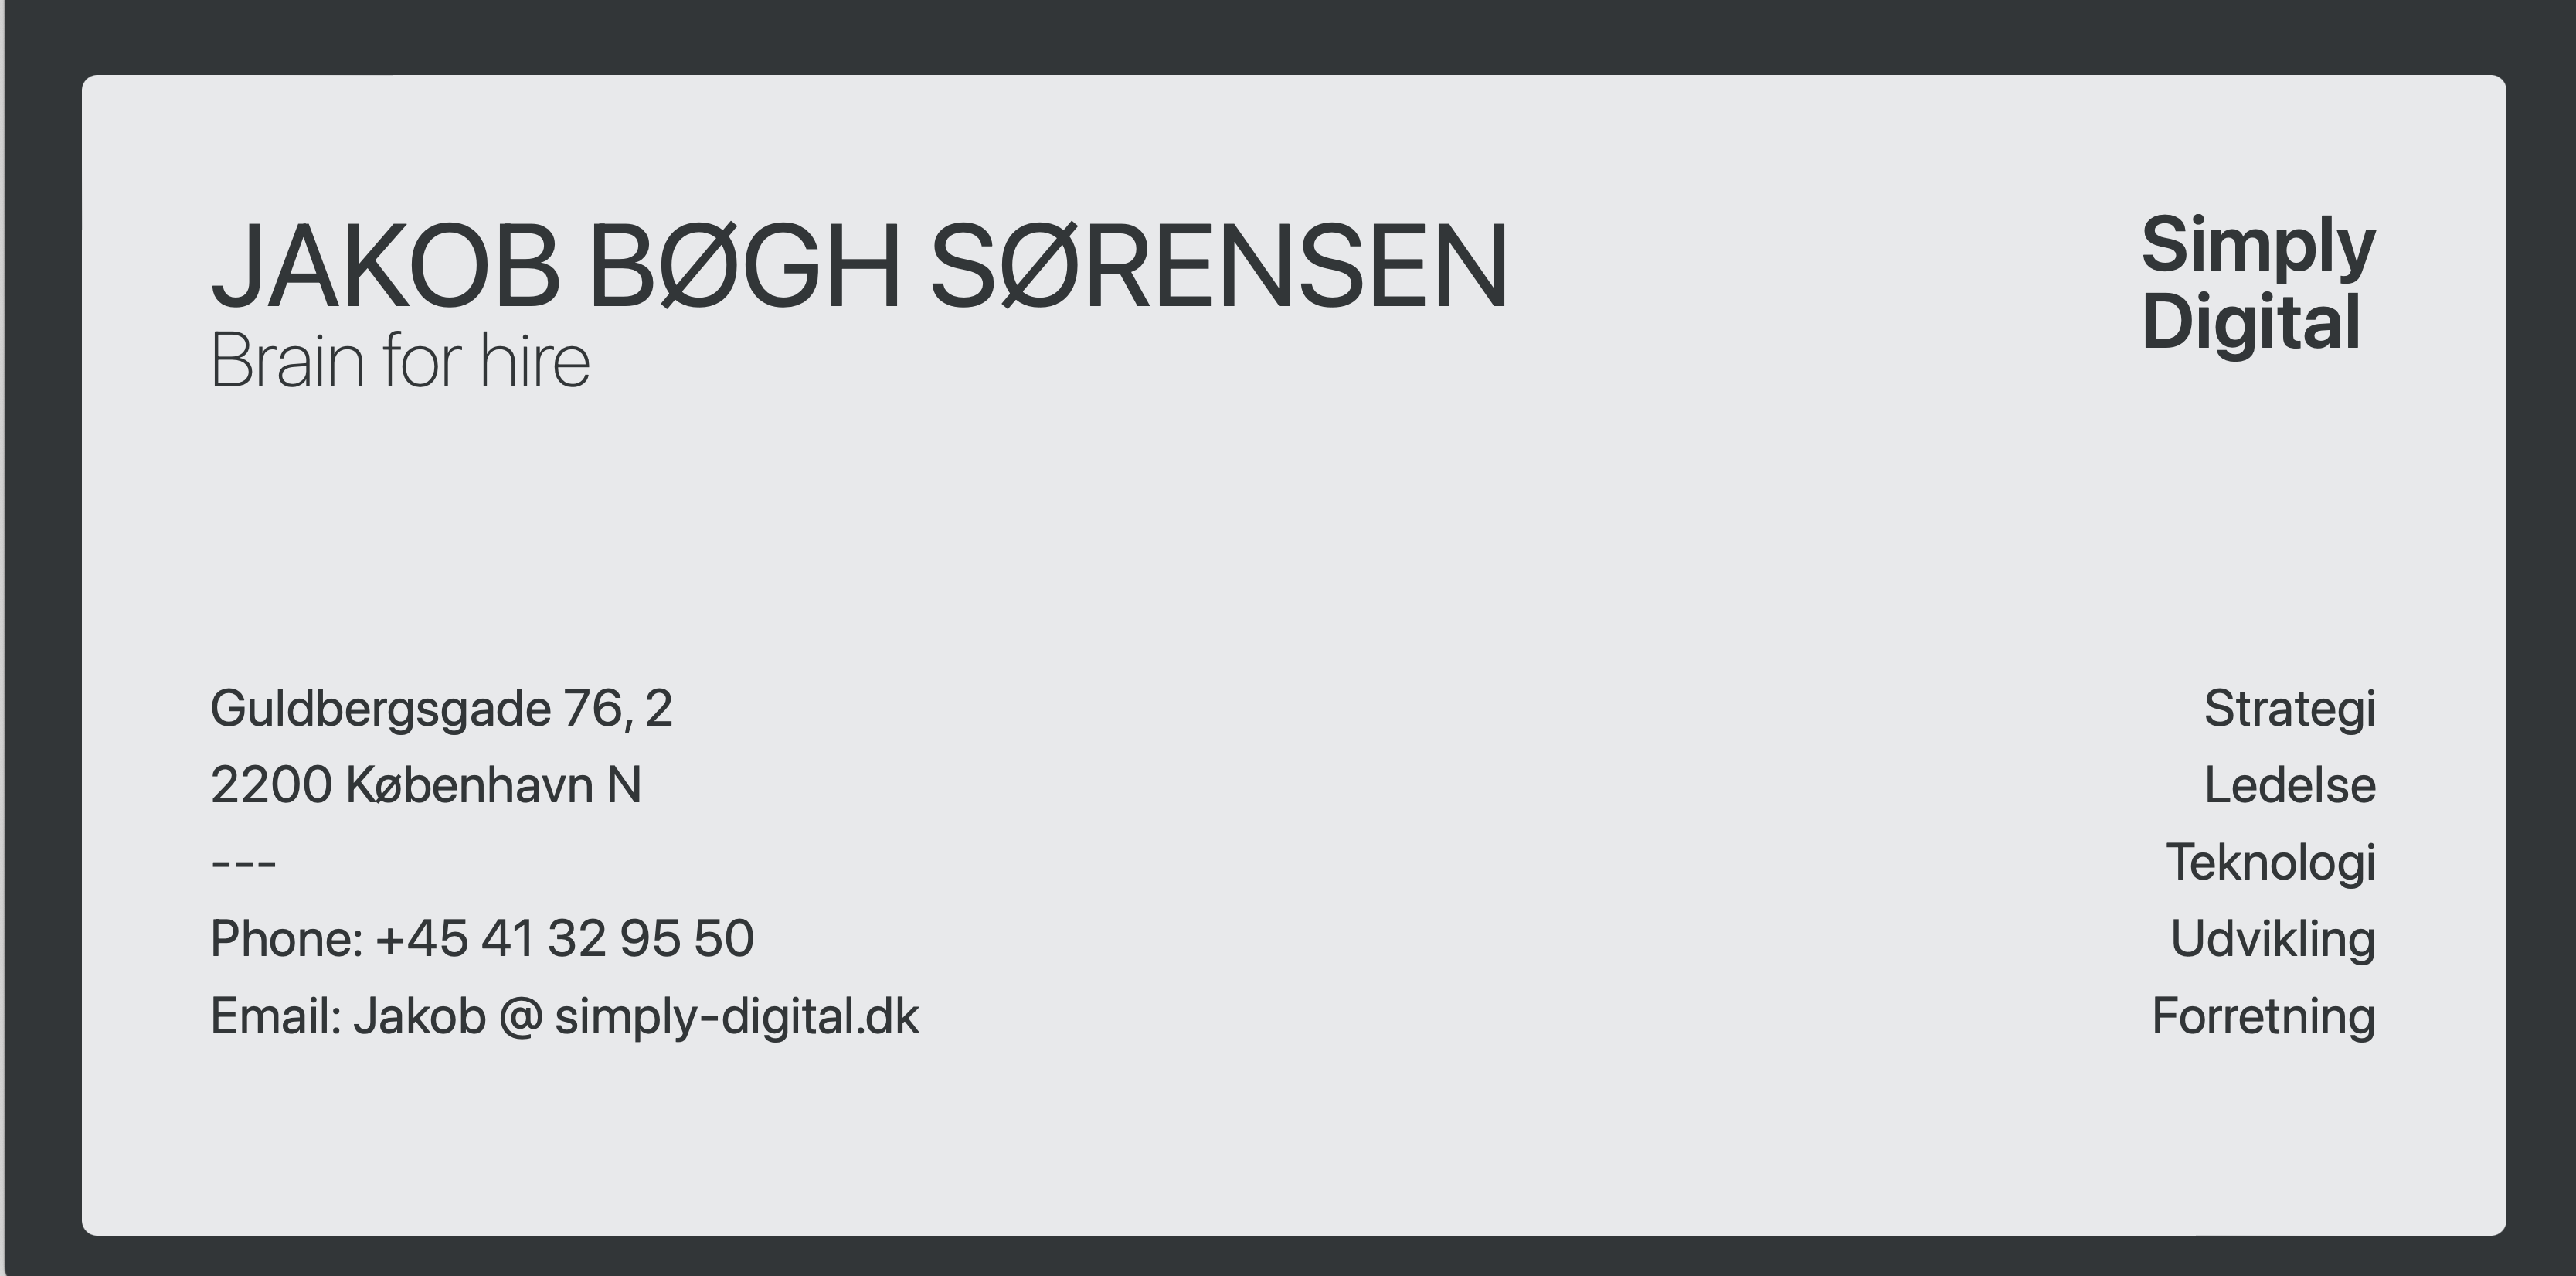 JAKOB BØGH SØRENSEN
Brain for hire
Simply
Digital
Guldbergsgade 76, 2
2200 København N
---
Phone: +45 41 32 95 50
Email: Jakob @ simply-digital.dk
Strategi
Ledelse
Teknologi
Udvikling
Forretning